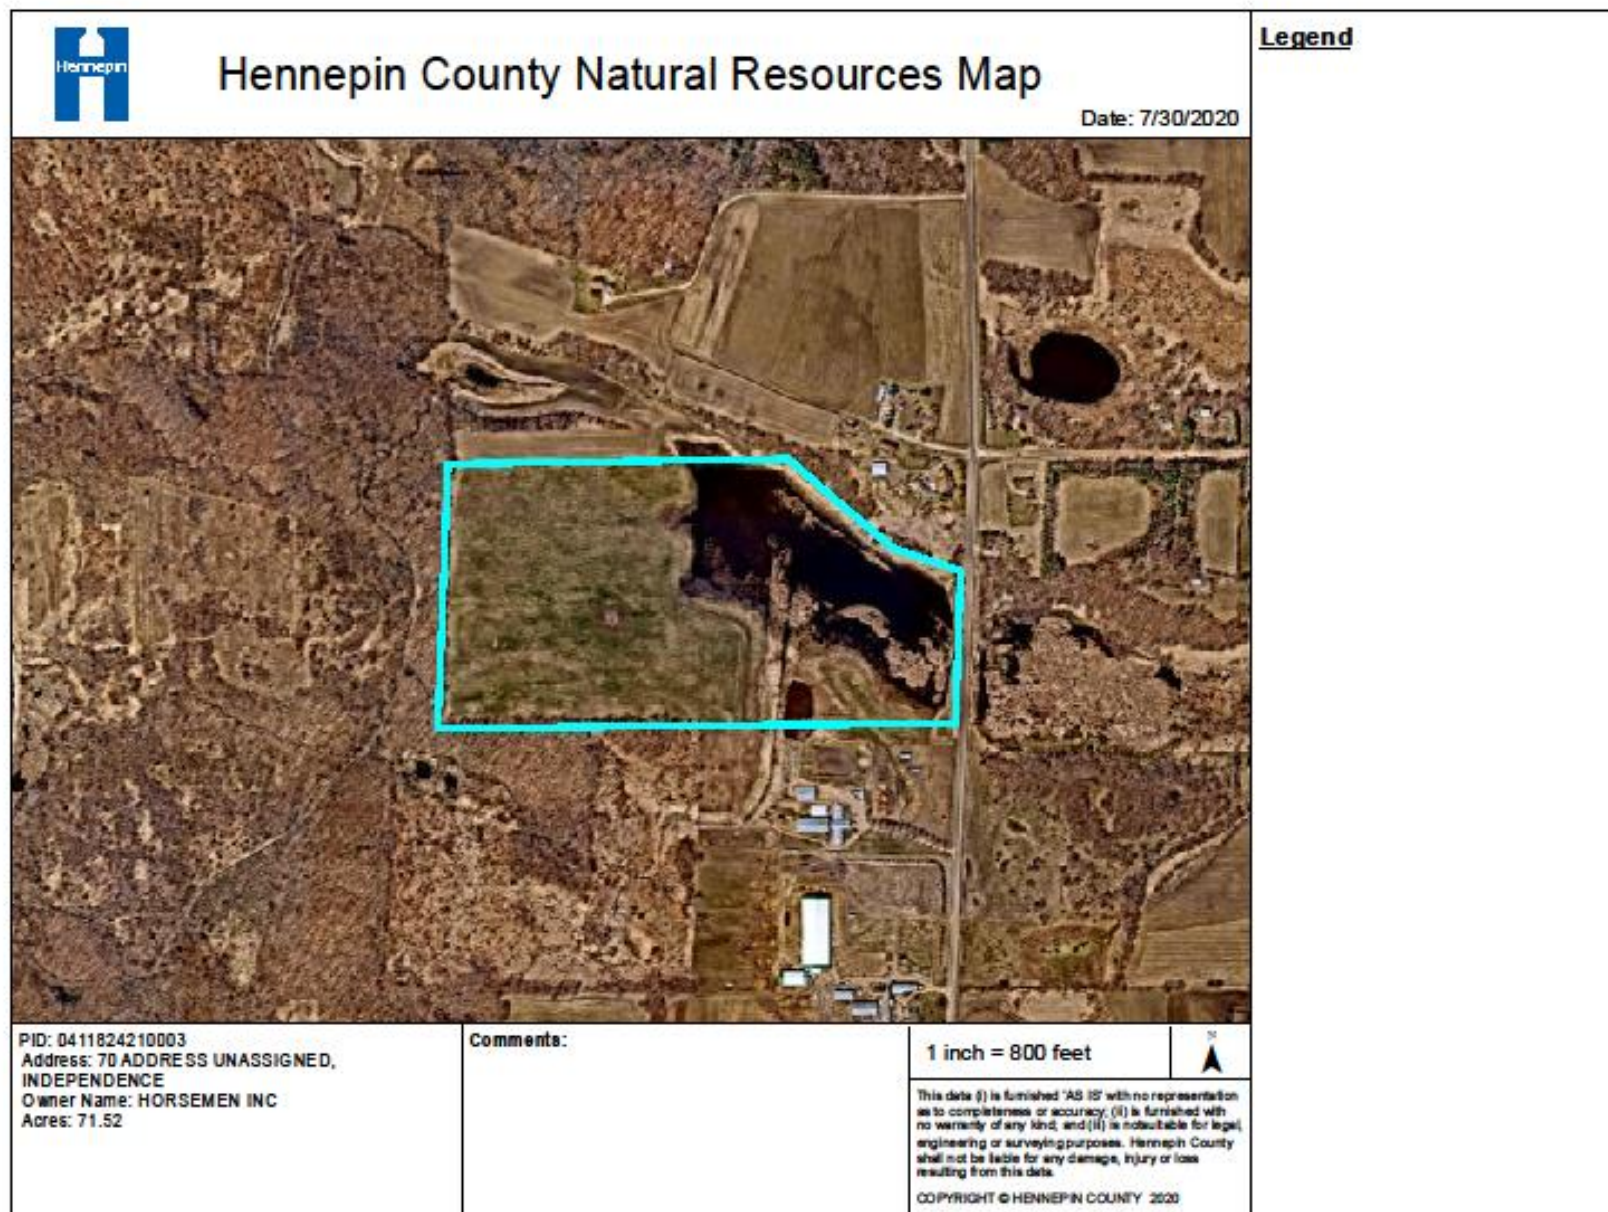 Hennepin
Hennepin County Natural Resources Map
Date: 7/30/2020
Legend
PID: 0411824210003
Address: 70 ADDRESS UNASSIGNED,
INDEPENDENCE
Owner Name: HORSEMEN INC
Acres: 71.52
Comments:
1 inch = 800 feet
N
This data (i) is furnished 'AS IS' with no representation
as to completeness or accuracy; (ii) is furnished with
no warranty of any kind; and (iii) is notsuitable for legal,
engineering or surveying purposes. Hennepin County
shall not be liable for any damage, injury or loss
resulting from this data.
COPYRIGHT © HENNEPIN COUNTY 2020